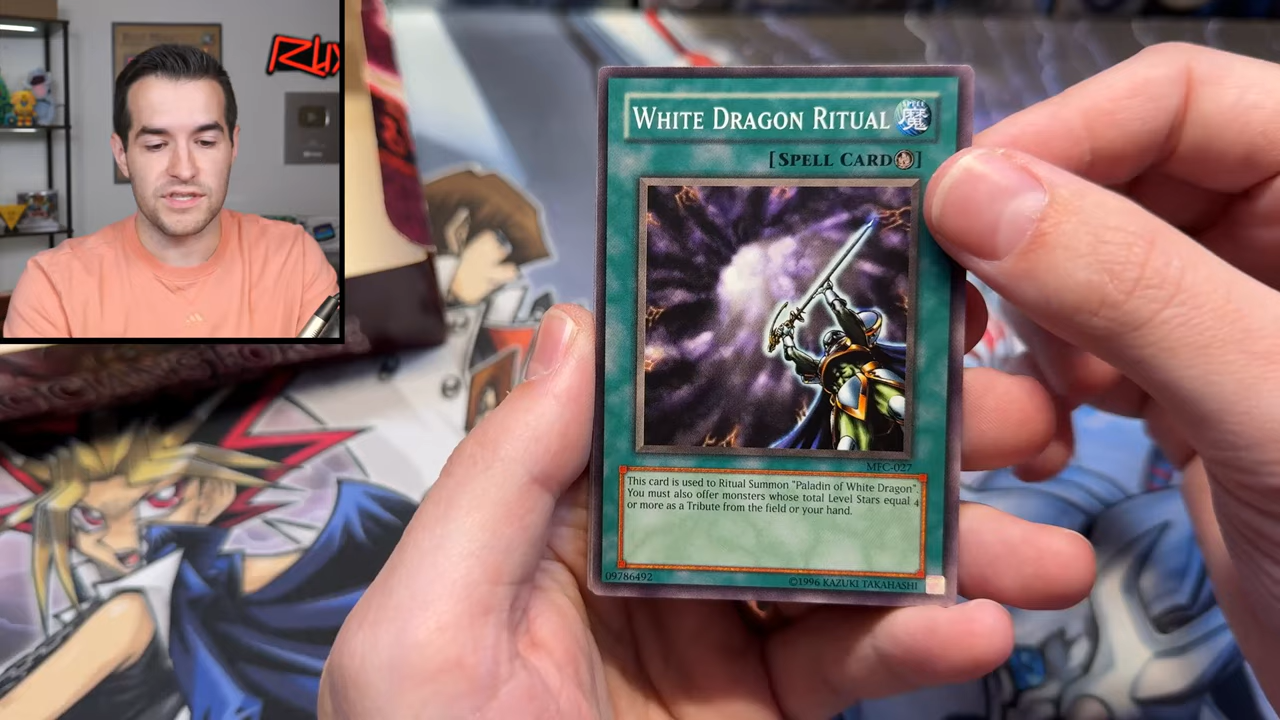 WHITE DRAGON RITUAL
SPELL
魔
[SPELL CARD]
MFC-027
This card is used to Ritual Summon "Paladin of White Dragon".
You must also offer monsters whose total Level Stars equal 4
or more as a Tribute from the field or your hand.
09786492
©1996 KAZUKI TAKAHASHI